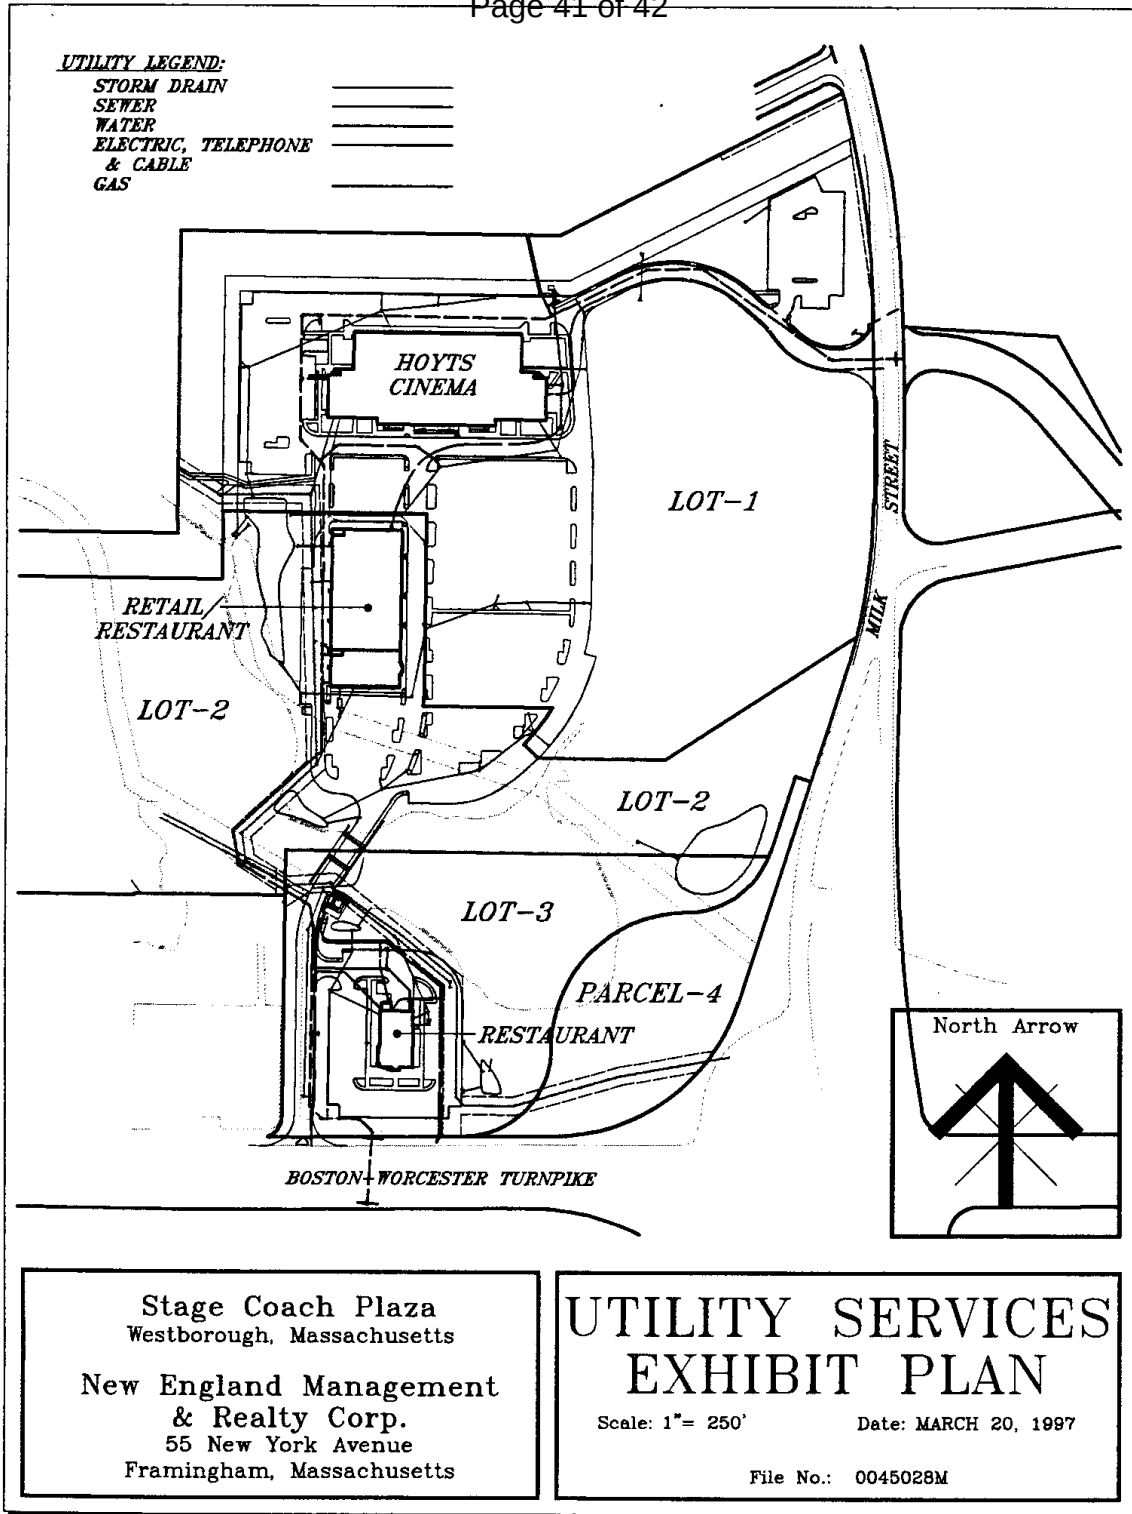 Page 41 of 42
UTILITY LEGEND:
STORM DRAIN
SEWER
WATER
ELECTRIC, TELEPHONE
& CABLE
GAS
HOYTS
CINEMA
LOT-1
STREET
MILK
RETAIL/
RESTAURANT
LOT-2
LOT-2
LOT-3
PARCEL-4
RESTAURANT
North Arrow
BOSTON-WORCESTER TURNPIKE
Stage Coach Plaza
Westborough, Massachusetts
New England Management
& Realty Corp.
55 New York Avenue
Framingham, Massachusetts
UTILITY SERVICES
EXHIBIT PLAN
Scale: 1"= 250'
Date: MARCH 20, 1997
File No.: 0045028M